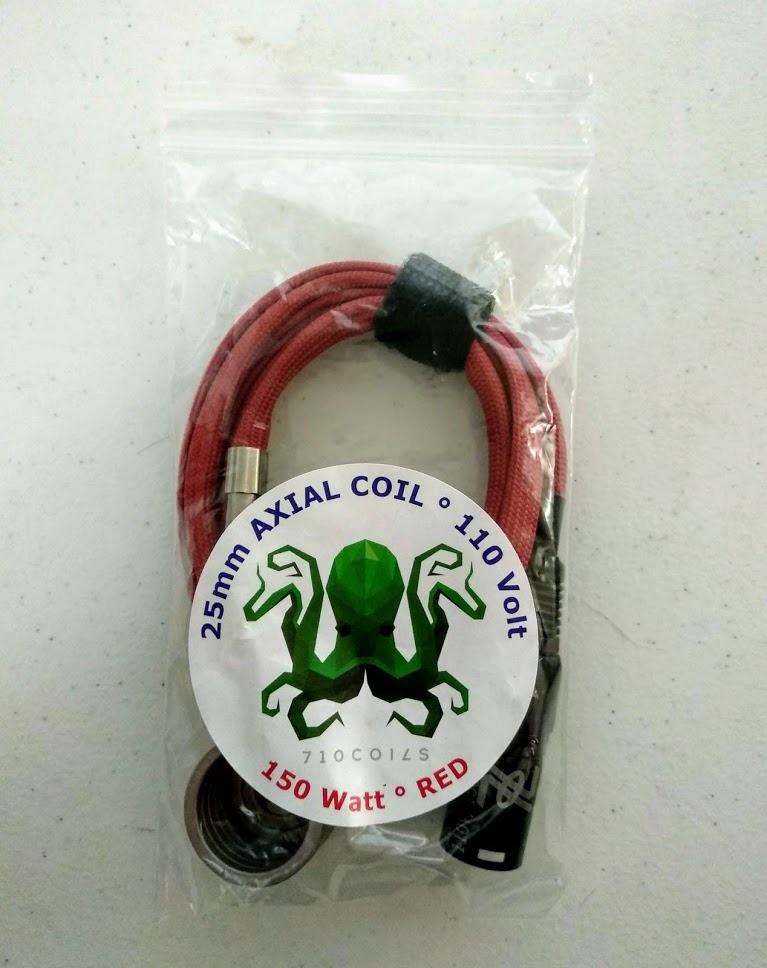 25mm AXIAL COIL ° 110 Volt
710COILS
150 Watt ° RED